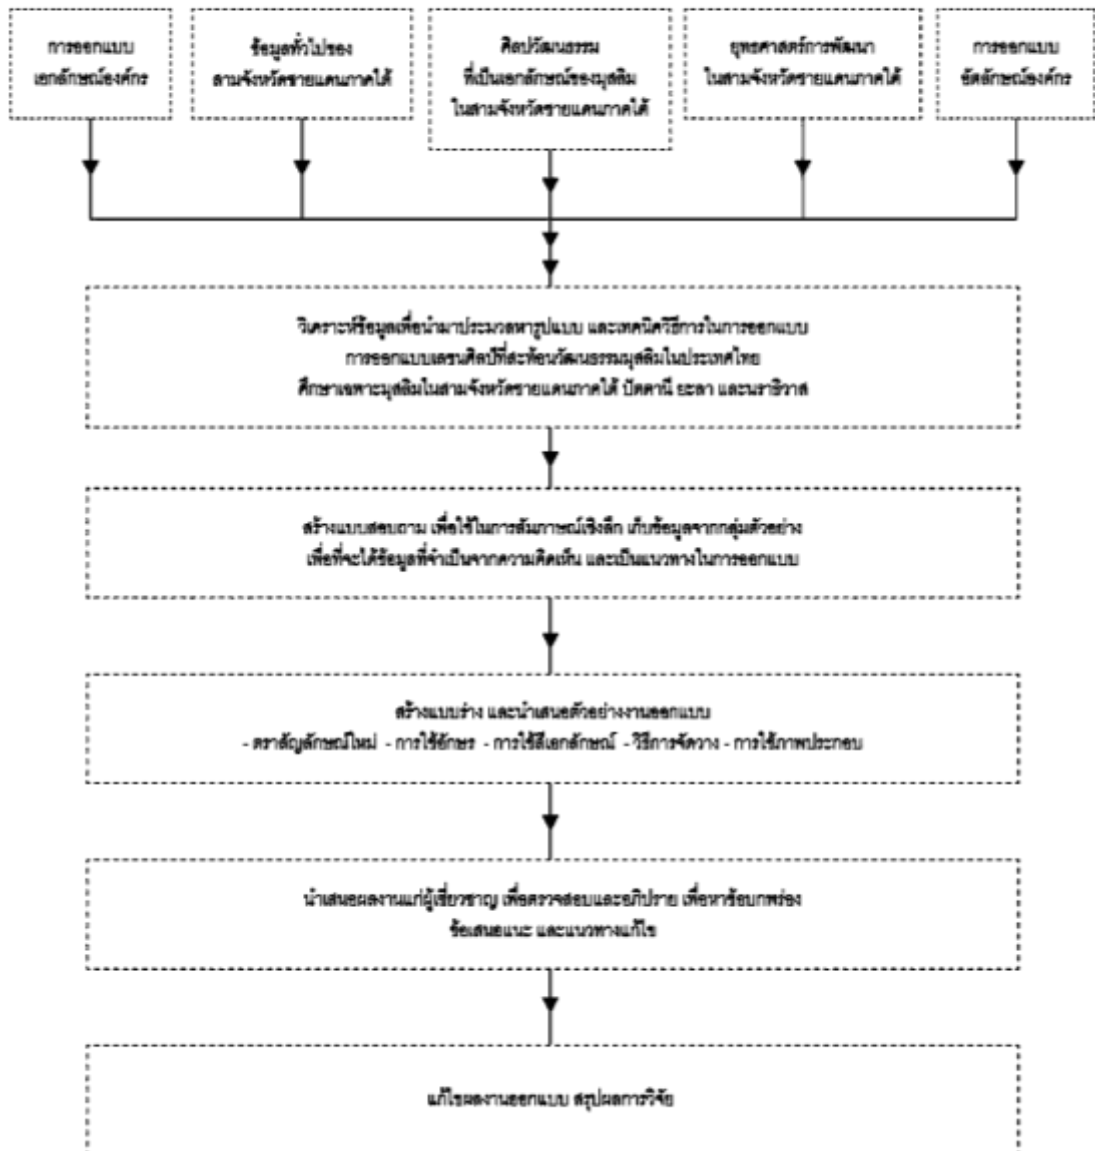 การออกแบบ
เอกลักษณ์องค์กร
ข้อมูลทั่วไปของ
สามจังหวัดชายแดนภาคใต้
ศิลปวัฒนธรรม
ที่เป็นเอกลักษณ์ของมุสลิม
ในสามจังหวัดชายแดนภาคใต้
ยุทธศาสตร์การพัฒนา
ในสามจังหวัดชายแดนภาคใต้
การออกแบบ
อัตลักษณ์องค์กร
วิเคราะห์ข้อมูลเพื่อนำมาประมวลหารูปแบบ และเทคนิควิธีการในการออกแบบ
การออกแบบเลขนศิลป์ที่สะท้อนวัฒนธรรมมุสลิมในประเทศไทย
ศึกษาเฉพาะมุสลิมในสามจังหวัดชายแดนภาคใต้ ปัตตานี ยะลา และนราธิวาส
สร้างแบบสอบถาม เพื่อใช้ในการสัมภาษณ์เชิงลึก เก็บข้อมูลจากกลุ่มตัวอย่าง
เพื่อที่จะได้ข้อมูลที่จำเป็นจากความคิดเห็น และเป็นแนวทางในการออกแบบ
สร้างแบบร่าง และนำเสนอตัวอย่างงานออกแบบ
- ตราสัญลักษณ์ใหม่ - การใช้อักษร - การใช้สีเอกลักษณ์ - วิธีการจัดวาง - การใช้ภาพประกอบ
นำเสนอผลงานแก่ผู้เชี่ยวชาญ เพื่อตรวจสอบและอภิปราย เพื่อหาข้อบกพร่อง
ข้อเสนอแนะ และแนวทางแก้ไข
แก้ไขผลงานออกแบบ สรุปผลการวิจัย